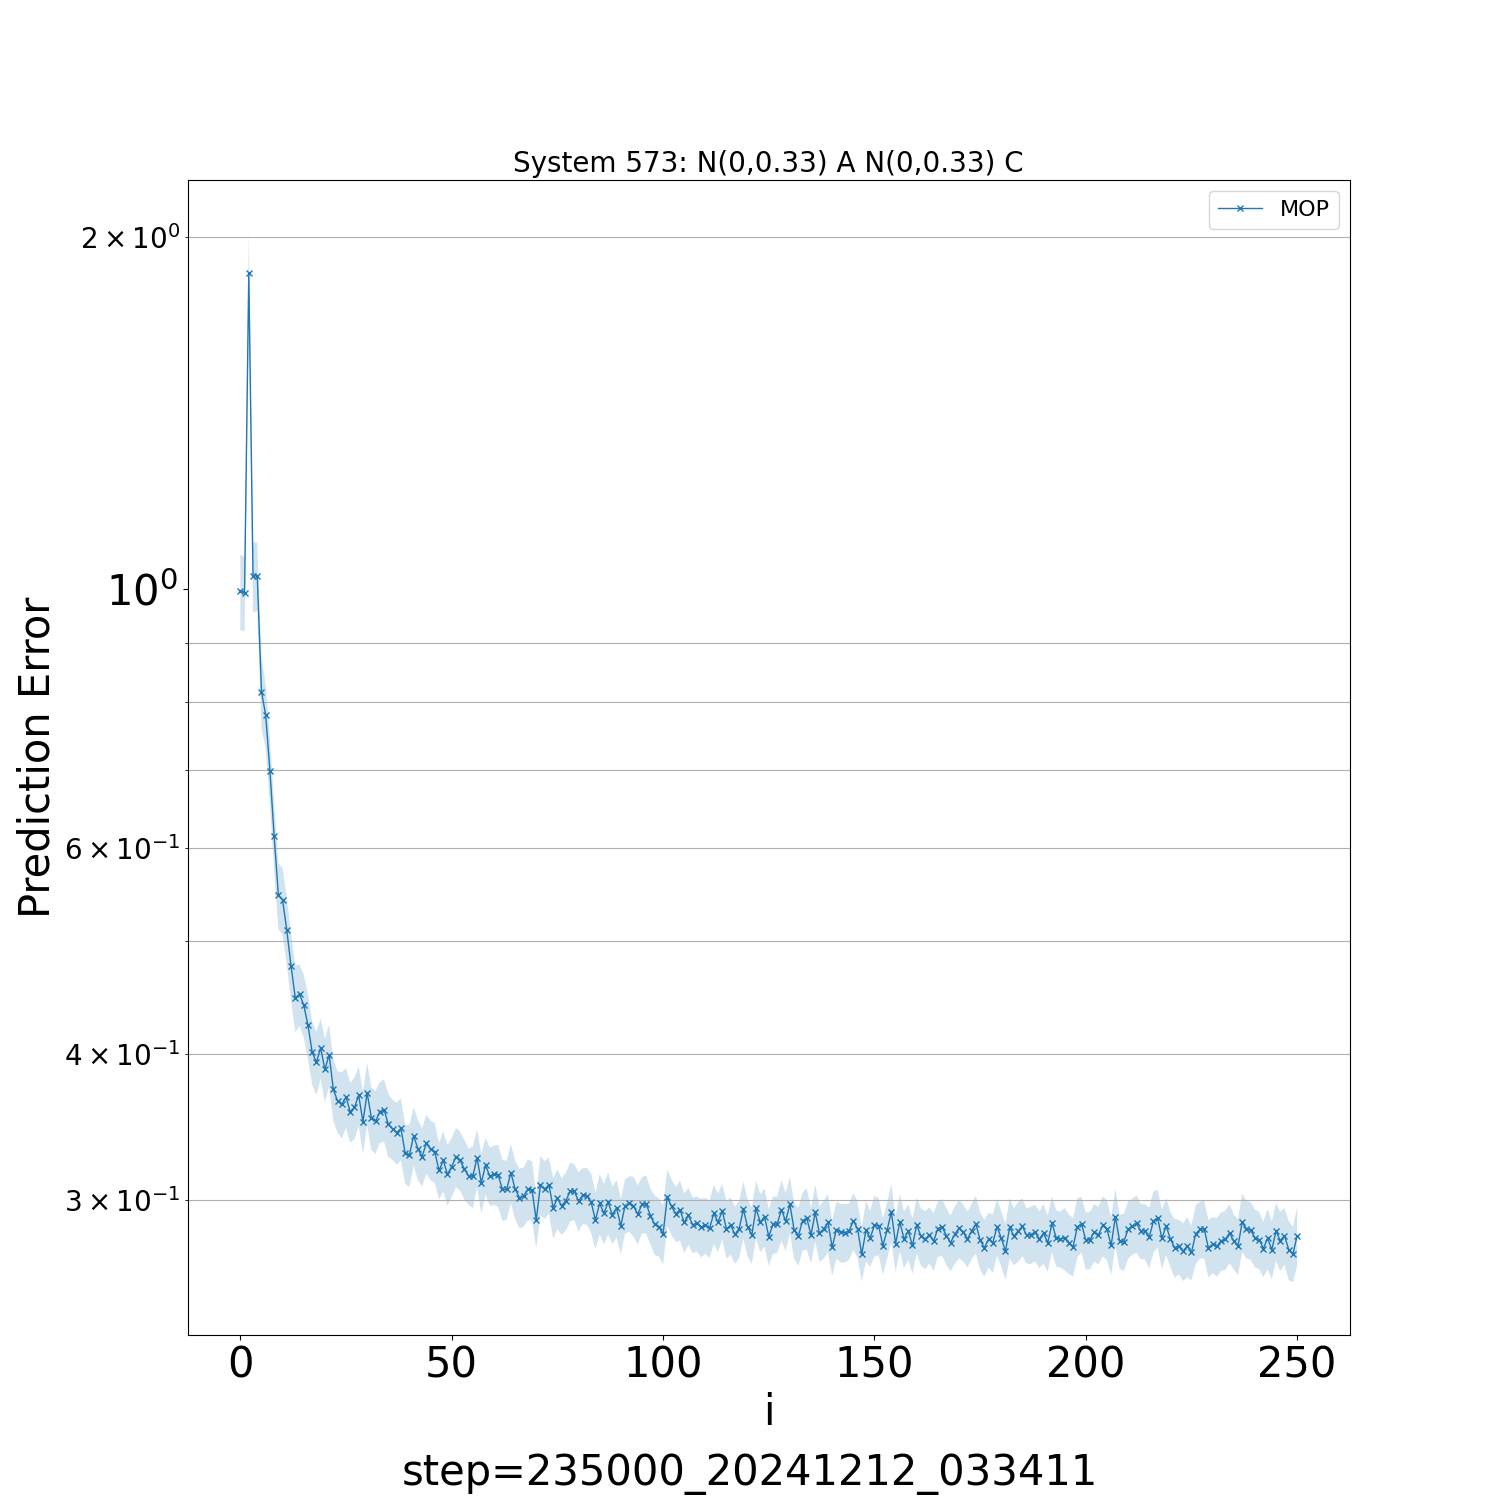 System 573: N(0,0.33) A N(0,0.33) C
MOP
2 × 10⁰
10⁰
6 × 10⁻¹
4 × 10⁻¹
3 × 10⁻¹
Prediction Error
0 50 100 150 200 250
i
step=235000_20241212_033411